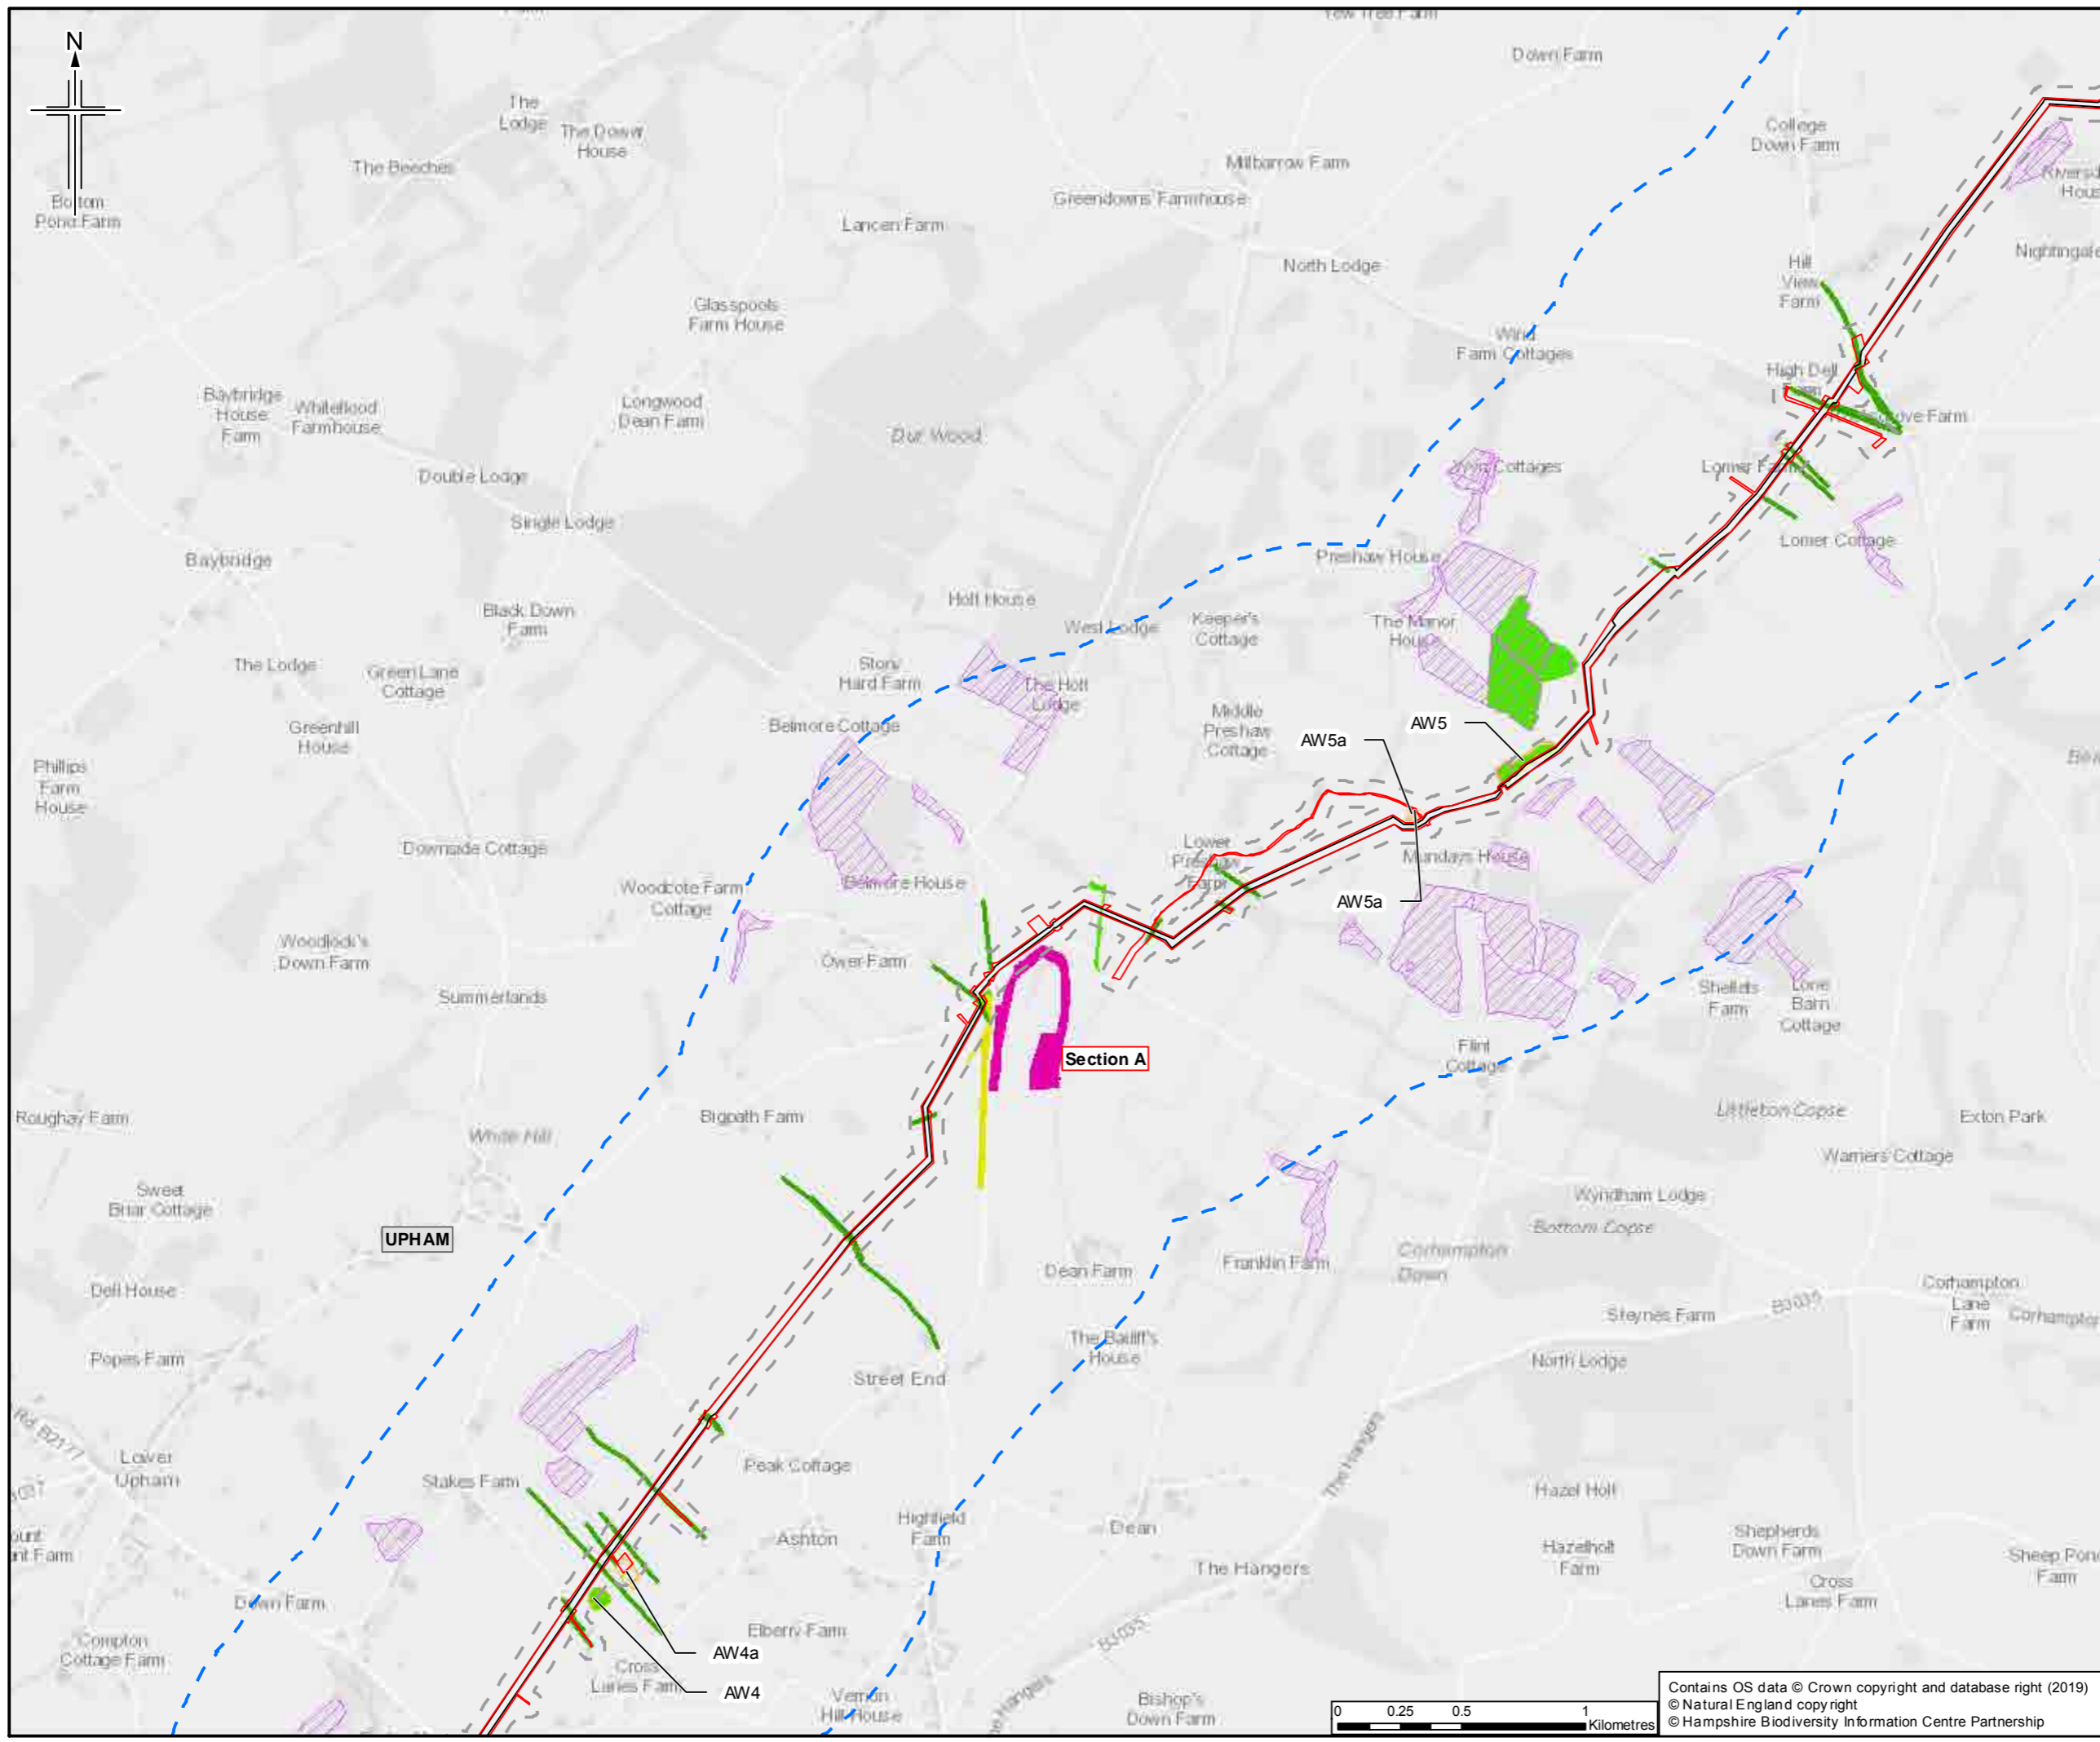 Yew Tree Farm
N
Down Farm
The
Lodge
The Dower
House
College
Down Farm
The Beeches
Millbarrow Farm
Greendowns Farmhouse
Bottom
Pond Farm
Lancen Farm
North Lodge
Hill
View
Farm
Glasspools
Farm House
Wind
Farm Cottages
High Dell
Baybridge
House
Farm
Whiteflood
Farmhouse
Longwood
Dean Farm
Dur Wood
Double Lodge
Single Lodge
Lomer Cottage
Baybridge
Preshaw House
Holt House
Black Down
Farm
West Lodge
Keeper's
Cottage
The Manor
House
The Lodge
Green Lane
Cottage
Stony
Hard Farm
The Holt
Lodge
Greenhill
House
Belmore Cottage
Middle
Preshaw
Cottage
AW5
AW5a
Phillips
Farm
House
Downside Cottage
Lower
Preshaw
Farm
Mundays House
Woodcote Farm
Cottage
Belmore House
AW5a
Woodlock's
Down Farm
Ower Farm
Summerlands
Shellets
Farm
Lone
Barn
Cottage
Section A
Flint
Cottage
Roughay Farm
White Hill
Bigpath Farm
Littleton Copse
Exton Park
Warners Cottage
Sweet
Briar Cottage
Wyndham Lodge
Bottom Copse
UPHAM
Corhampton
Down
Dean Farm
Franklin Farm
Dell House
Corhampton
Lane
Farm
Steynes Farm
B3035
The Bailiff's
House
Popes Farm
Street End
North Lodge
Rd B2177
Lower
Upham
Stakes Farm
Peak Cottage
The Hangers
Hazel Holt
Highfield
Farm
Ashton
Dean
Shepherds
Down Farm
The Hangers
Hazelholt
Farm
Sheep Pond
Farm
Cross
Lanes Farm
Down Farm
Elberry Farm
B3035
Compton
Cottage Farm
AW4a
Cross
Lanes Farm
AW4
Vernon
Hill House
Bishop's
Down Farm
0 0.25 0.5 1
Kilometres
Contains OS data © Crown copyright and database right (2019)
© Natural England copyright
© Hampshire Biodiversity Information Centre Partnership